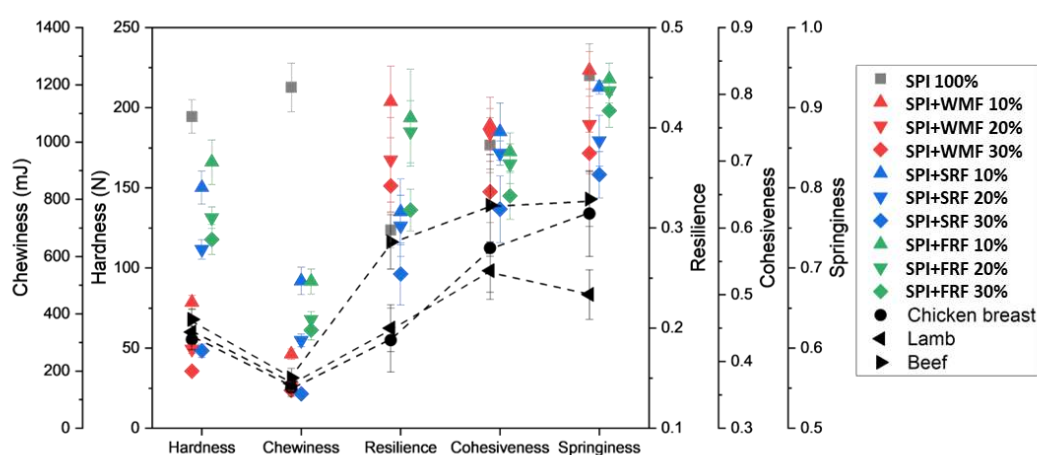 Chewiness (mJ)
1400
1200
1000
800
600
400
200
0
Hardness (N)
250
200
150
100
50
0
Hardness Chewiness Resilience Cohesiveness Springiness
Resilience
0.5
0.4
0.3
0.2
0.1
Cohesiveness
0.9
0.8
0.7
0.6
0.5
0.4
0.3
Springiness
1.0
0.9
0.8
0.7
0.6
0.5
SPI 100%
SPI+WMF 10%
SPI+WMF 20%
SPI+WMF 30%
SPI+SRF 10%
SPI+SRF 20%
SPI+SRF 30%
SPI+FRF 10%
SPI+FRF 20%
SPI+FRF 30%
Chicken breast
Lamb
Beef